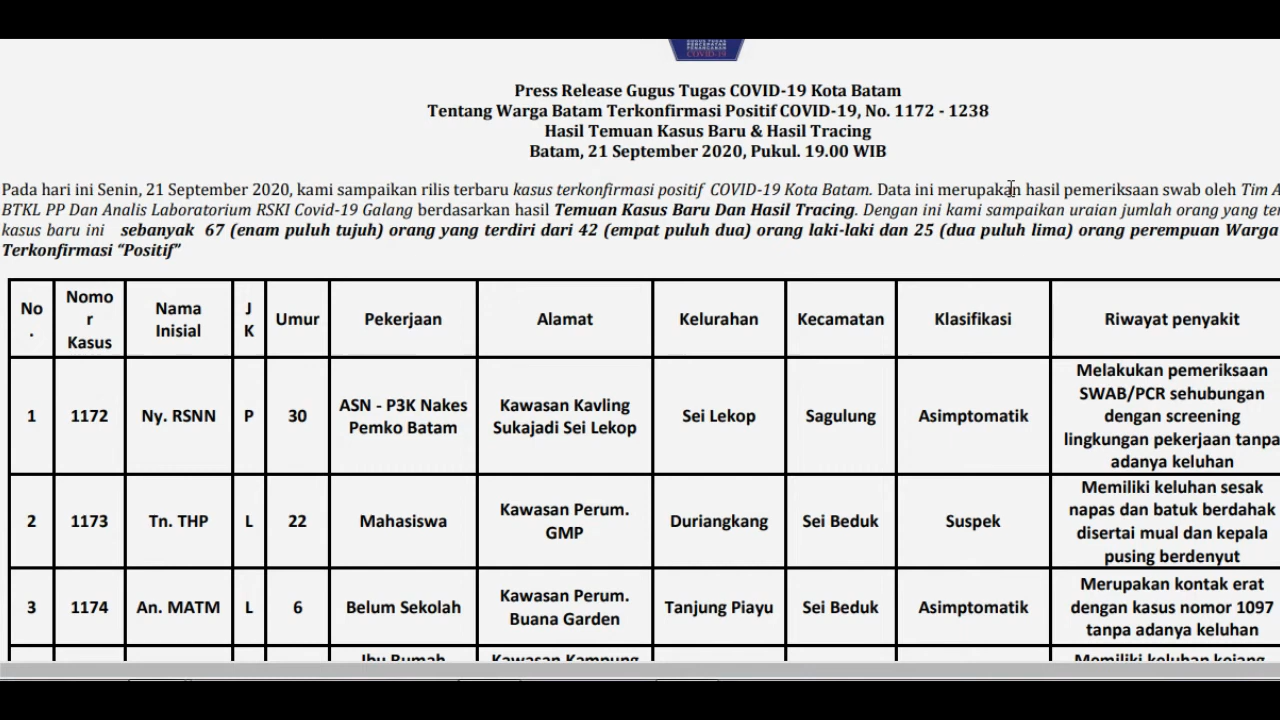 COVID-19
Press Release Gugus Tugas COVID-19 Kota Batam
Tentang Warga Batam Terkonfirmasi Positif COVID-19, No. 1172 - 1238
Hasil Temuan Kasus Baru & Hasil Tracing
Batam, 21 September 2020, Pukul. 19.00 WIB
Pada hari ini Senin, 21 September 2020, kami sampaikan rilis terbaru kasus terkonfirmasi positif COVID-19 Kota Batam. Data ini merupakan hasil pemeriksaan swab oleh Tim
BTKL PP Dan Analis Laboratorium RSKI Covid-19 Galang berdasarkan hasil Temuan Kasus Baru Dan Hasil Tracing. Dengan ini kami sampaikan uraian jumlah orang yang
kasus baru ini sebanyak 67 (enam puluh tujuh) orang yang terdiri dari 42 (empat puluh dua) orang laki-laki dan 25 (dua puluh lima) orang perempuan Warga
Terkonfirmasi “Positif”
No. Nomor Kasus Nama Inisial JK Umur Pekerjaan Alamat Kelurahan Kecamatan Klasifikasi Riwayat penyakit
1 1172 Ny. RSNN P 30 ASN - P3K Nakes Pemko Batam Kawasan Kavling Sukajadi Sei Lekop Sei Lekop Sagulung Asimptomatik Melakukan pemeriksaan SWAB/PCR sehubungan dengan screening lingkungan pekerjaan tanpa adanya keluhan
2 1173 Tn. THP L 22 Mahasiswa Kawasan Perum. GMP Duriangkang Sei Beduk Suspek Memiliki keluhan sesak napas dan batuk berdahak disertai mual dan kepala pusing berdenyut
3 1174 An. MATM L 6 Belum Sekolah Kawasan Perum. Buana Garden Tanjung Piayu Sei Beduk Asimptomatik Merupakan kontak erat dengan kasus nomor 1097 tanpa adanya keluhan
Ibu Rumah Kawasan Kampung Memiliki keluhan kejang